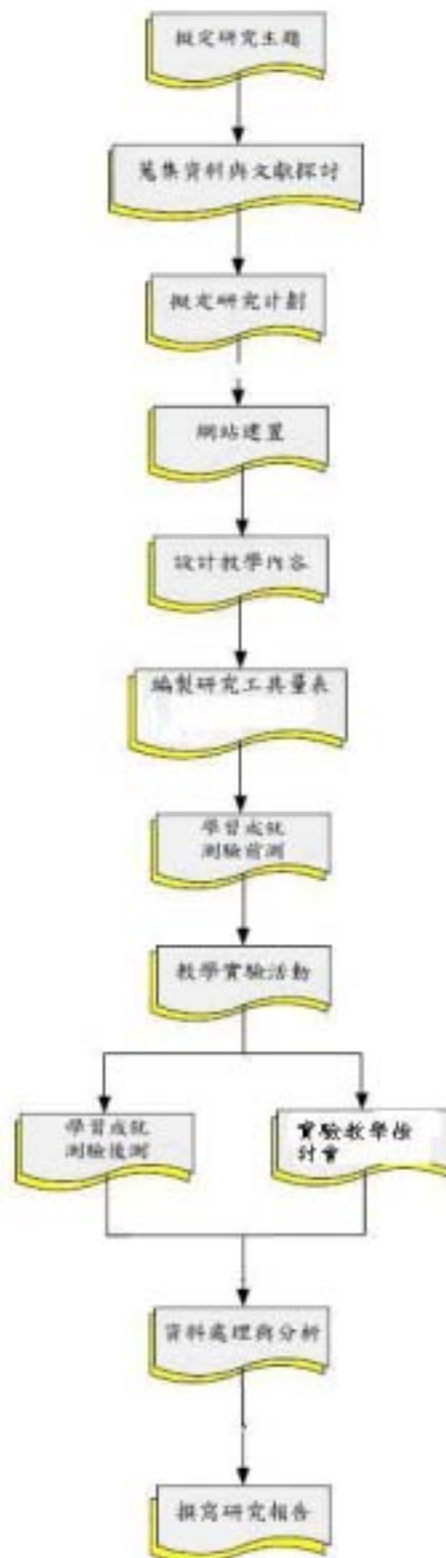 擬定研究主題
蒐集資料與文獻探討
擬定研究計劃
網站建置
設計教學內容
編製研究工具量表
學習成就
測驗前測
教學實驗活動
學習成就
測驗後測
實驗教學檢
討會
資料處理與分析
撰寫研究報告